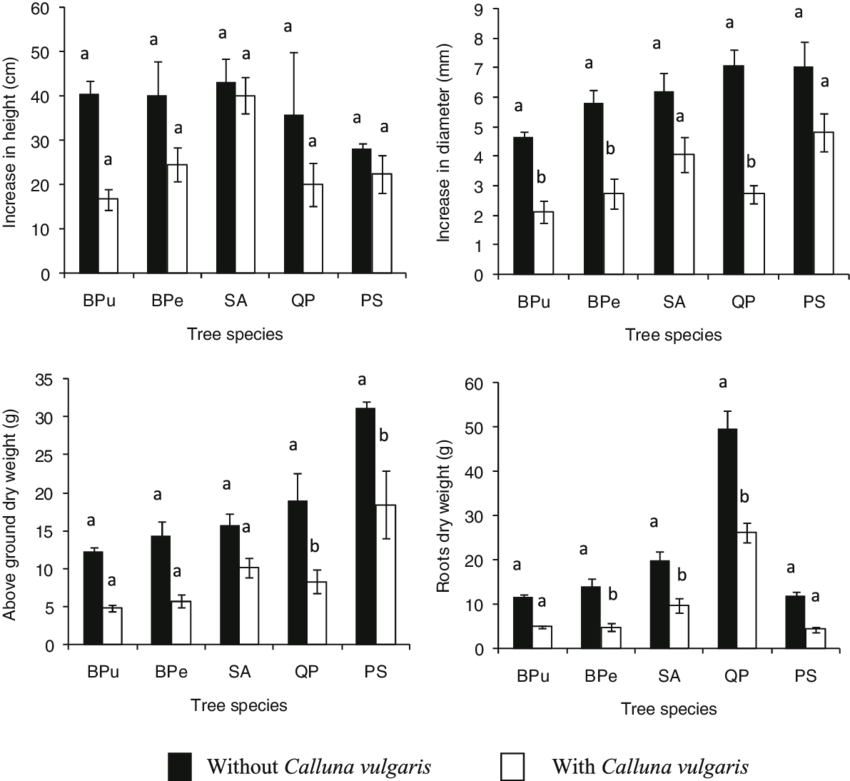 Increase in height (cm)
60
50
40
30
20
10
0
a a a a a a a a a a
BPu BPe SA QP PS
Tree species
Increase in diameter (mm)
9
8
7
6
5
4
3
2
1
0
a b a b a a a b a a
BPu BPe SA QP PS
Tree species
Above ground dry weight (g)
35
30
25
20
15
10
5
0
a a a a a a a b a b
BPu BPe SA QP PS
Tree species
Roots dry weight (g)
60
50
40
30
20
10
0
a a a b a b a b a a
BPu BPe SA QP PS
Tree species
Without Calluna vulgaris
With Calluna vulgaris